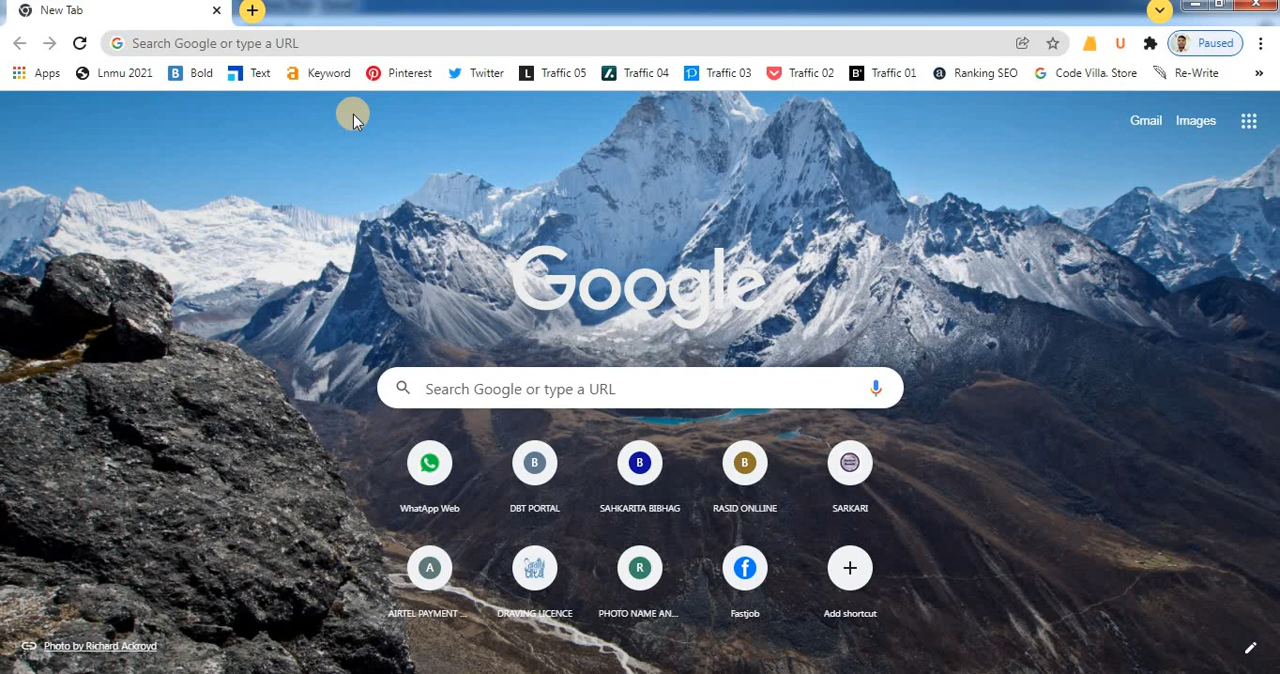 New Tab
Search Google or type a URL
Paused
Apps Lnmu 2021 Bold Text Keyword Pinterest Twitter Traffic 05 Traffic 04 Traffic 03 Traffic 02 Traffic 01 Ranking SEO Code Villa. Store Re-Write »
Gmail Images
Google
Search Google or type a URL
WhatApp Web DBT PORTAL SAHKARITA BIBHAG RASID ONLLINE SARKARI
AIRTEL PAYMENT ... DRAVING LICENCE PHOTO NAME AN... Fastjob Add shortcut
Photo by Richard Ackroyd